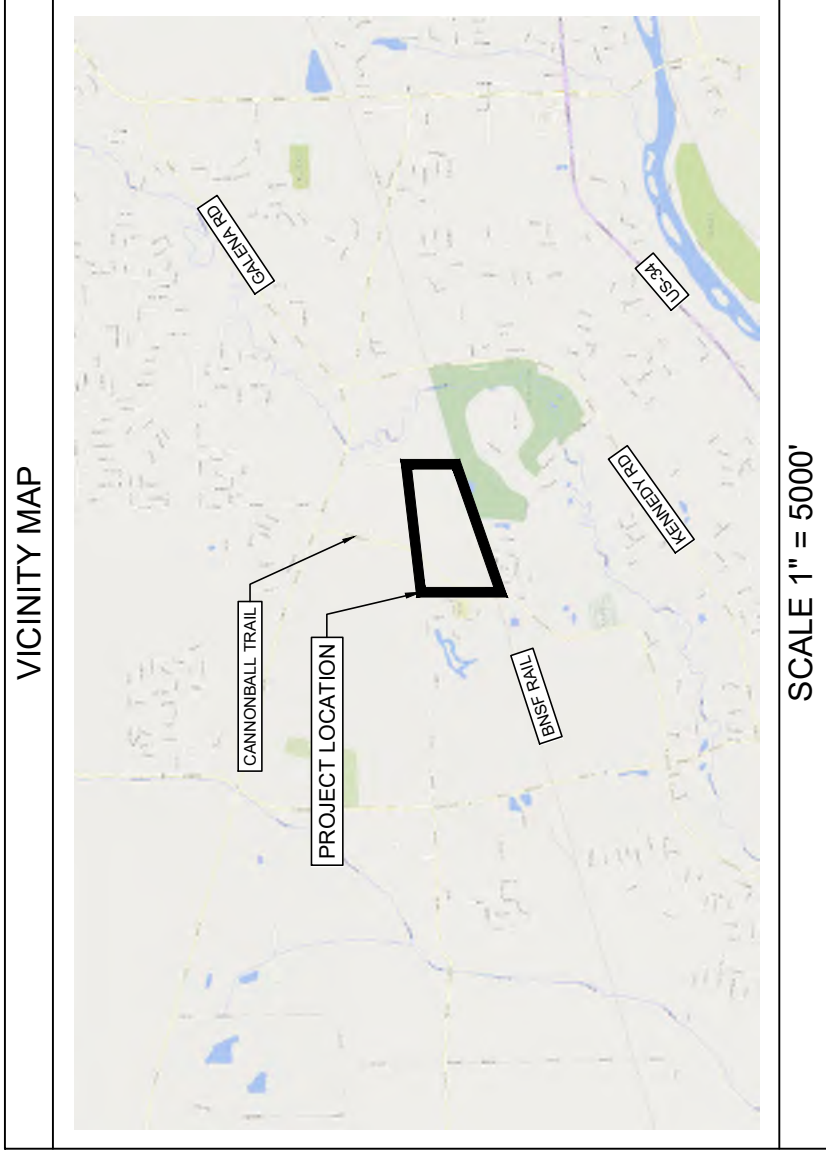 VICINITY MAP
GALENA RD
CANNONBALL TRAIL
PROJECT LOCATION
US-34
KENNEDY RD
BNSF RAIL
SCALE 1" = 5000'